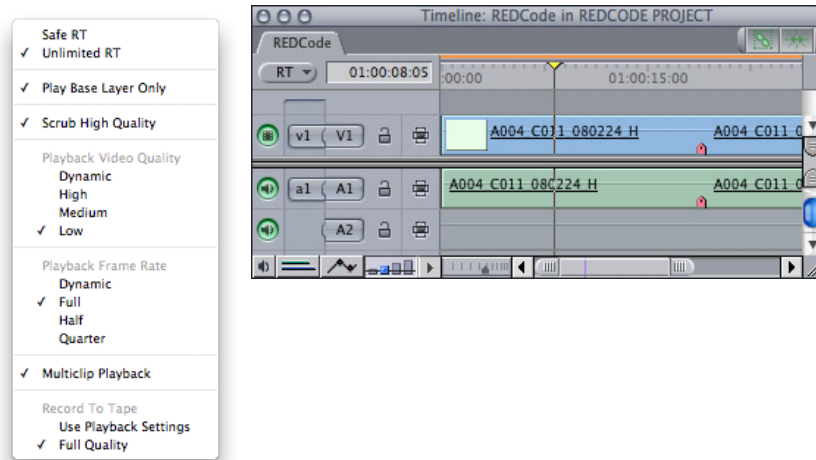 Safe RT
✓ Unlimited RT
✓ Play Base Layer Only
✓ Scrub High Quality
Playback Video Quality
Dynamic
High
Medium
✓ Low
Playback Frame Rate
Dynamic
✓ Full
Half
Quarter
✓ Multiclip Playback
Record To Tape
Use Playback Settings
✓ Full Quality
Timeline: REDCode in REDCODE PROJECT
REDCode
RT 01:00:08:05 :00:00 01:00:15:00
v1 V1 A004_C011_080224_H A004_C011_0
a1 A1 A004_C011_080224_H A004_C011_0
A2